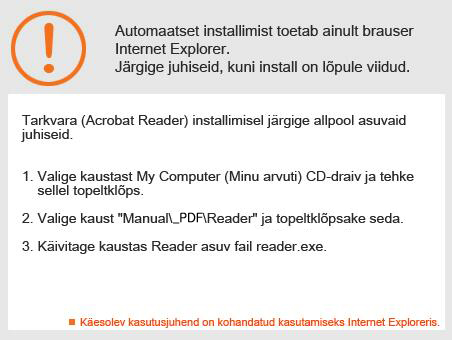 Automaatset installimist toetab ainult brauser
Internet Explorer.
Järgige juhiseid, kuni install on lõpule viidud.
Tarkvara (Acrobat Reader) installimisel järgige allpool asuvaid
juhiseid.
1. Valige kaustast My Computer (Minu arvuti) CD-draiv ja tehke
sellel topeltklõps.
2. Valige kaust "Manual\_PDF\Reader" ja topeltklõpsake seda.
3. Käivitage kaustas Reader asuv fail reader.exe.
Käesolev kasutusjuhend on kohandatud kasutamiseks Internet Exploreris.